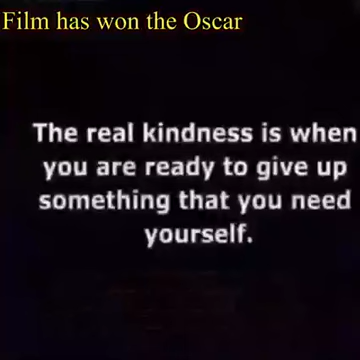 Film has won the Oscar
The real kindness is when
you are ready to give up
something that you need
yourself.